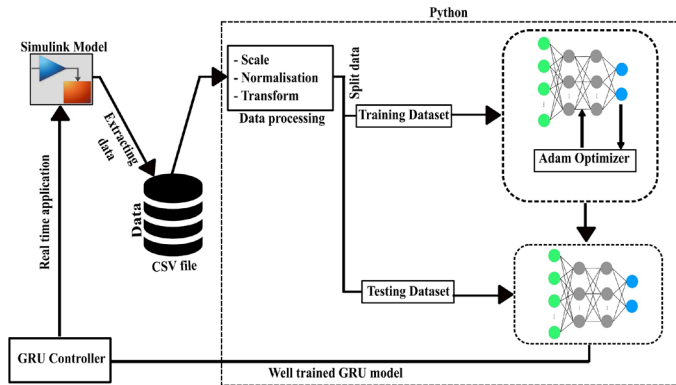 Python
Simulink Model
- Scale
- Normalisation
- Transform
Data processing
Split data
Extracting
data
Real time application
Data
CSV file
Training Dataset
Adam Optimizer
Testing Dataset
GRU Controller
Well trained GRU model